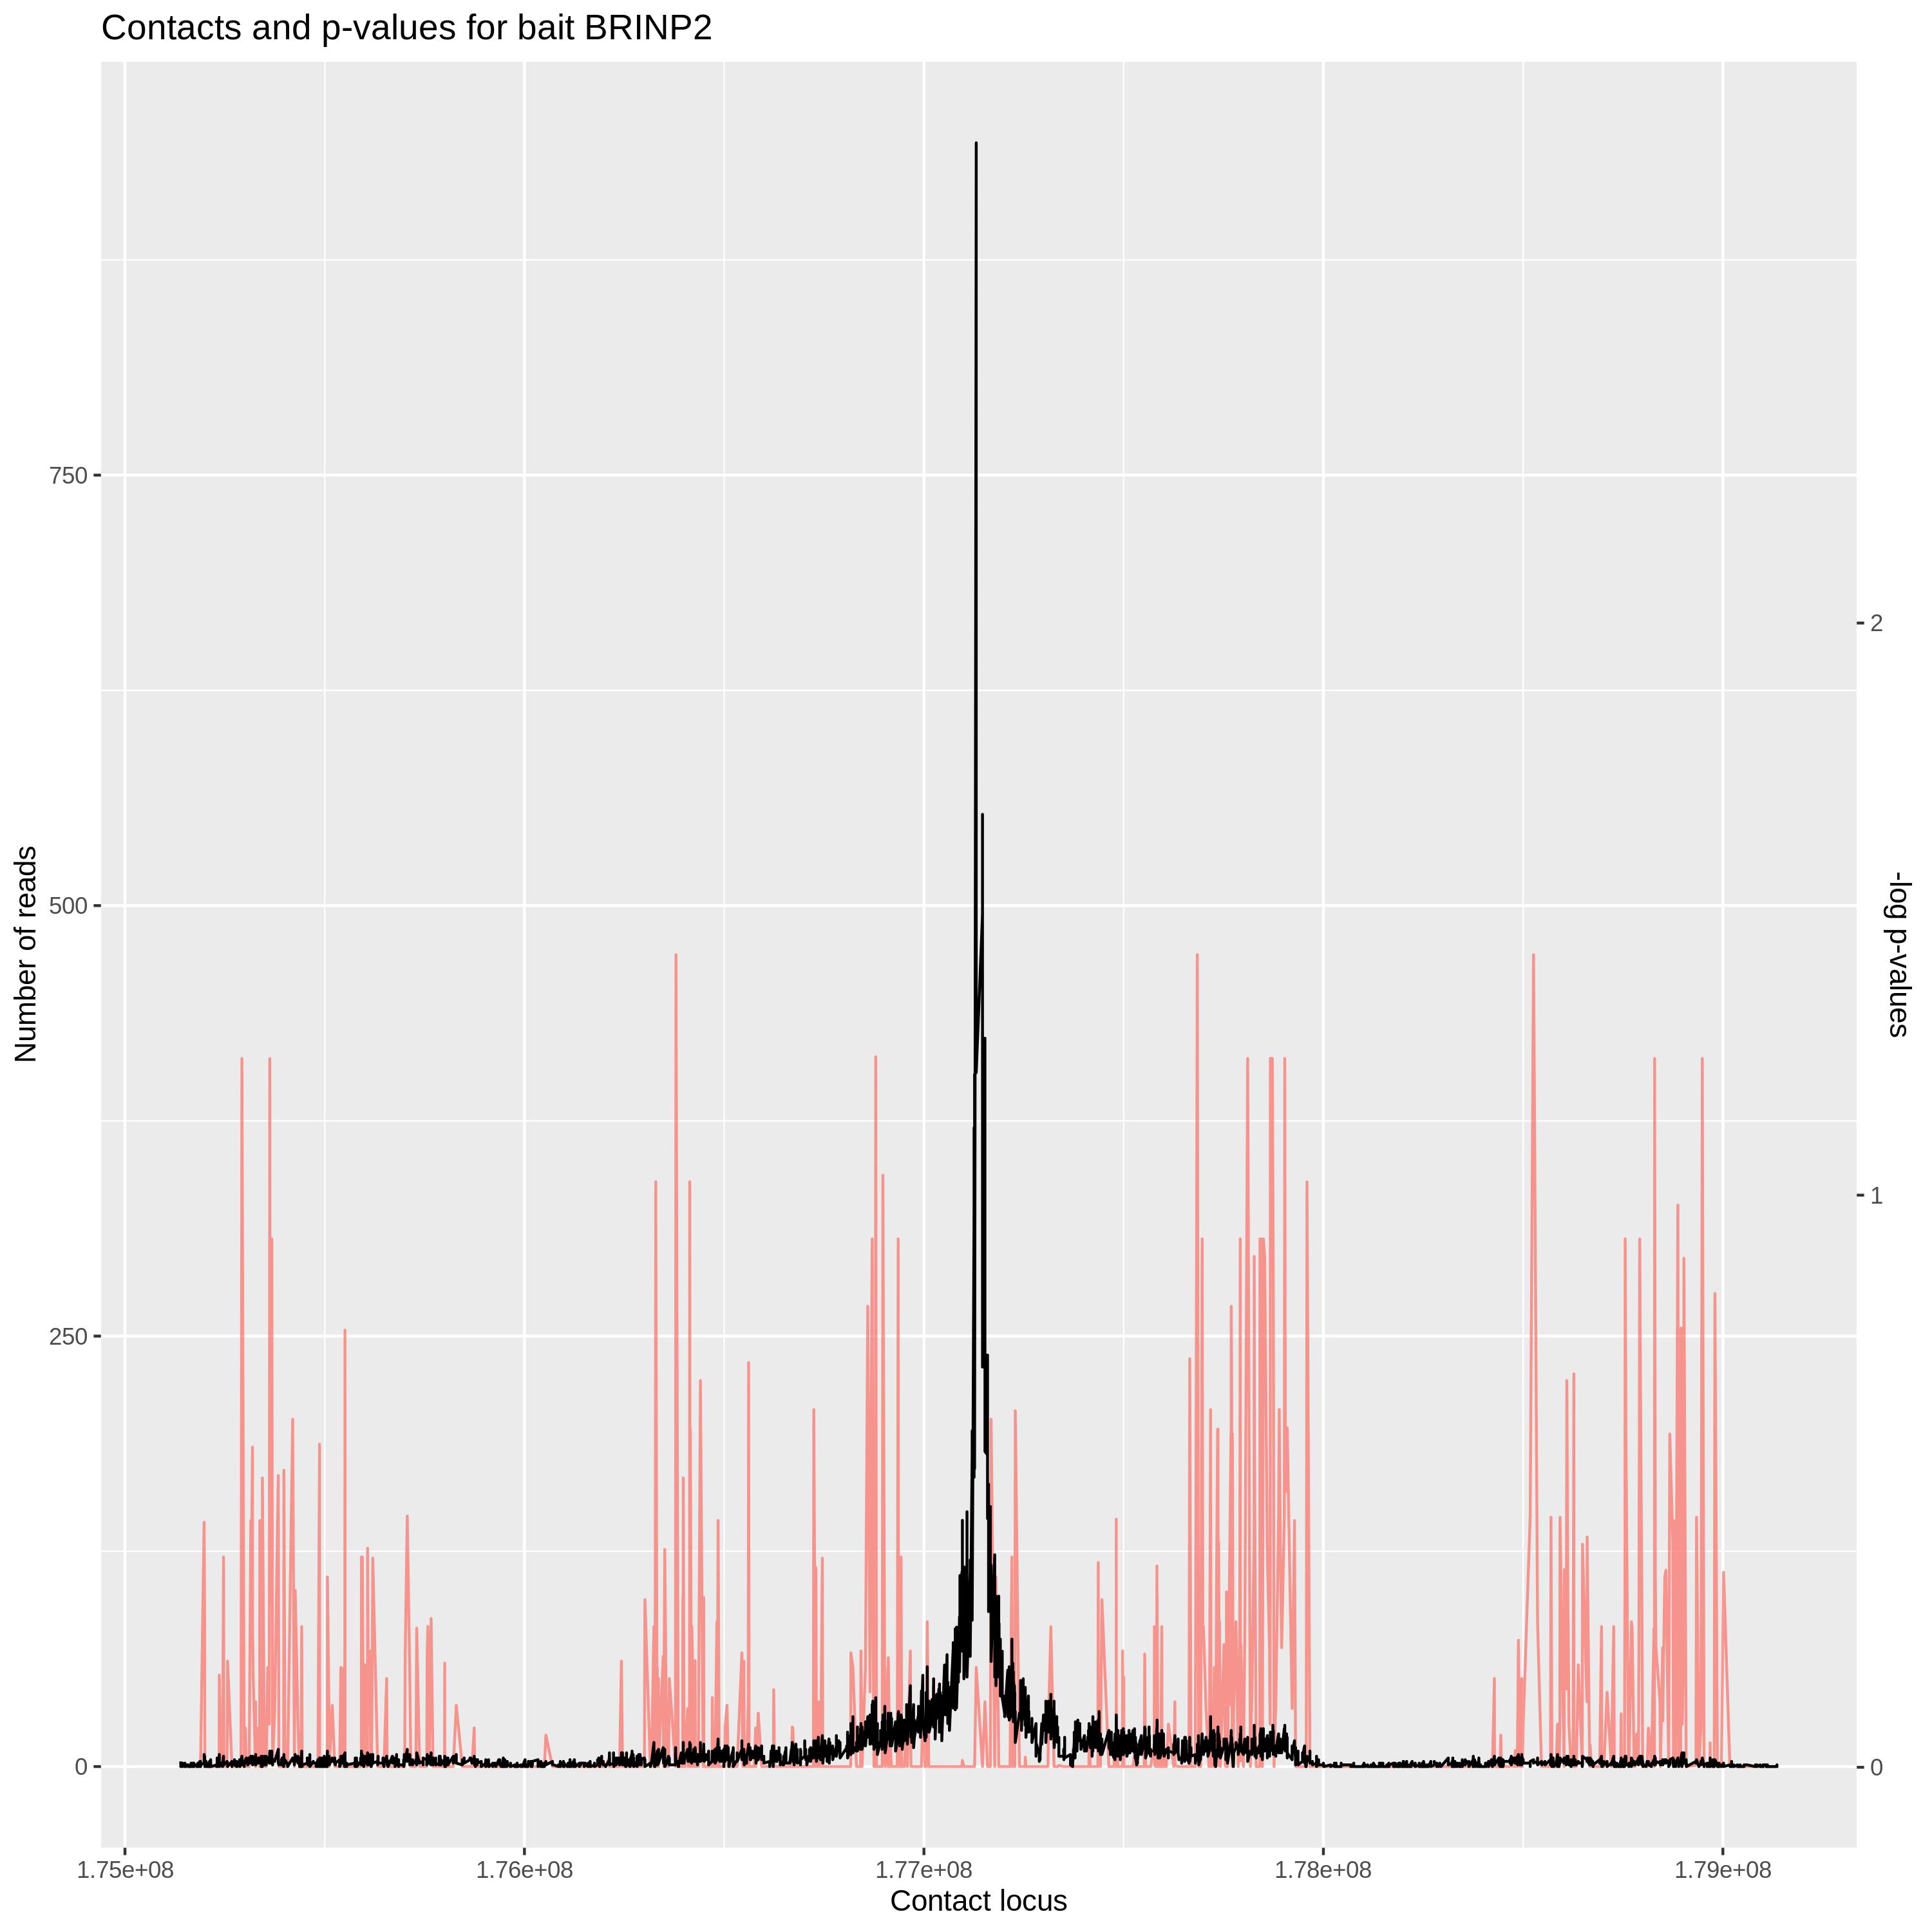 Contacts and p-values for bait BRINP2
Number of reads
750
500
250
0
-log p-values
2
1
0
1.75e+08
1.76e+08
1.77e+08
1.78e+08
1.79e+08
Contact locus